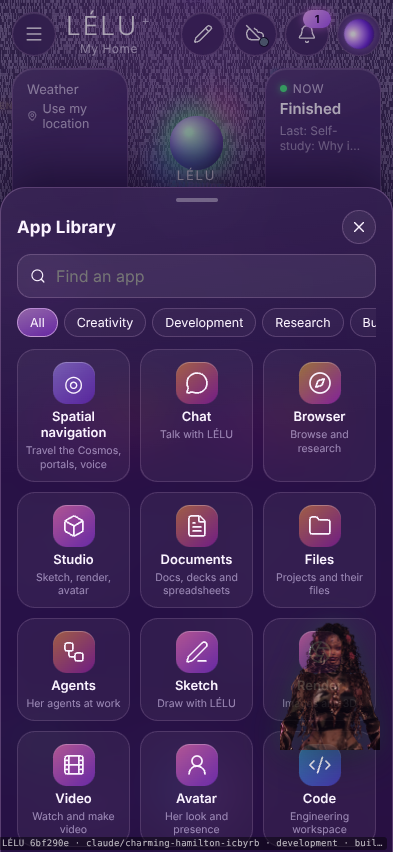 LÉLU +
My Home
1
Weather
Use my
location
NOW
Finished
Last: Self-
study: Why i...
LÉLU
App Library
Find an app
All
Creativity
Development
Research
Bu
Spatial
navigation
Travel the Cosmos,
portals, voice
Chat
Talk with LÉLU
Browser
Browse and
research
Studio
Sketch, render,
avatar
Documents
Docs, decks and
spreadsheets
Files
Projects and their
files
Agents
Her agents at work
Sketch
Draw with LÉLU
Render
Video
Watch and make
video
Avatar
Her look and
presence
Code
Engineering
workspace
LÉLU 6bf290e · claude/charming-hamilton-icbyrb · development · buil…